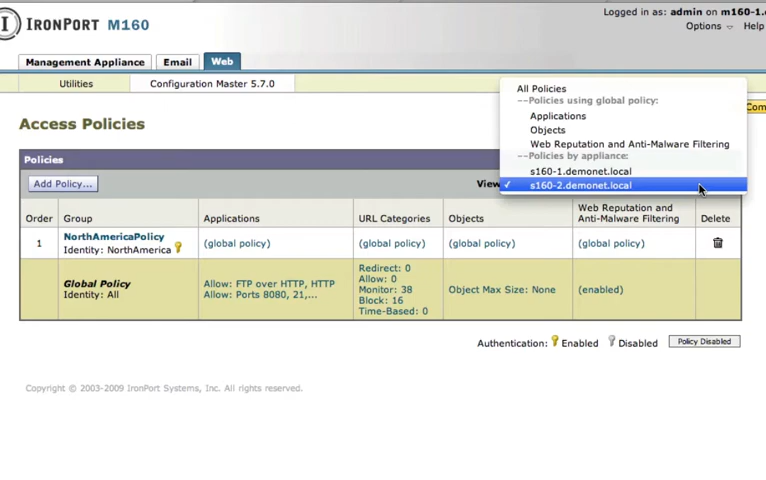 IRONPORT M160
Logged in as: admin on m160-1.
Options Help
Management Appliance Email Web
Utilities Configuration Master 5.7.0
All Policies
--Policies using global policy:
Applications
Objects
Web Reputation and Anti-Malware Filtering
--Policies by appliance:
s160-1.demonet.local
✓ s160-2.demonet.local
Com
Access Policies
Policies
Add Policy...
View
Order Group Applications URL Categories Objects Web Reputation and Anti-Malware Filtering Delete
1 NorthAmericaPolicy
Identity: NorthAmerica
(global policy) (global policy) (global policy) (global policy)
Global Policy
Identity: All
Allow: FTP over HTTP, HTTP
Allow: Ports 8080, 21,...
Redirect: 0
Allow: 0
Monitor: 38
Block: 16
Time-Based: 0
Object Max Size: None
(enabled)
Authentication: Enabled Disabled Policy Disabled
Copyright © 2003-2009 IronPort Systems, Inc. All rights reserved.